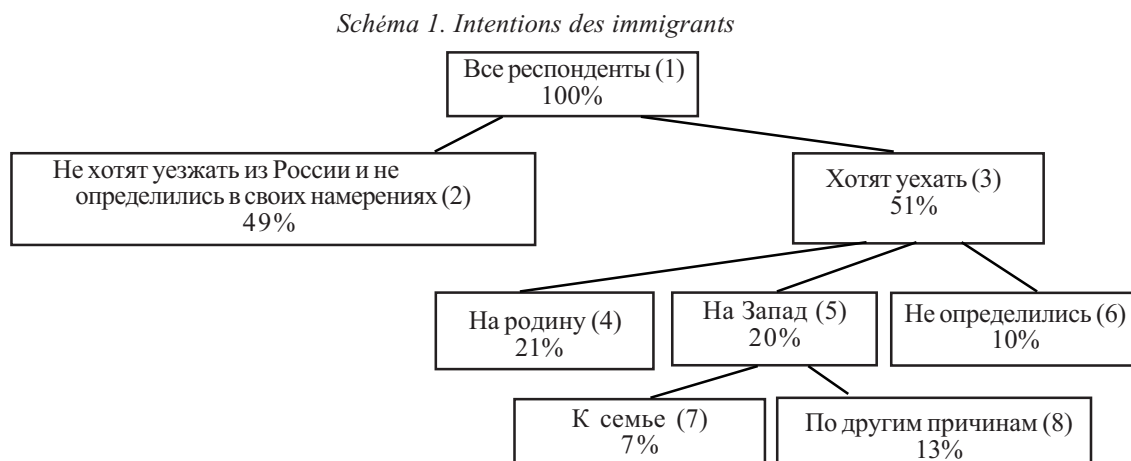 Schéma 1. Intentions des immigrants
Все респонденты (1)
100%
Не хотят уезжать из России и не
определились в своих намерениях (2)
49%
Хотят уехать (3)
51%
На родину (4)
21%
На Запад (5)
20%
Не определились (6)
10%
К семье (7)
7%
По другим причинам (8)
13%